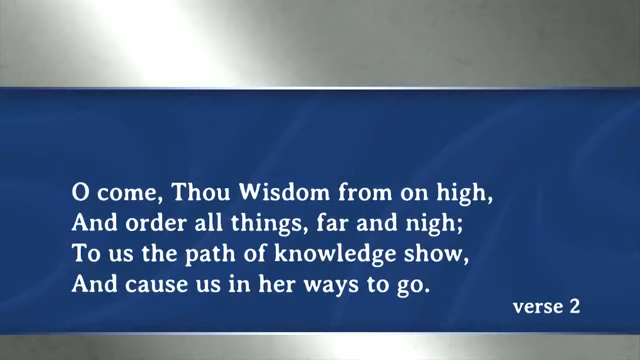 O come, Thou Wisdom from on high,
And order all things, far and nigh;
To us the path of knowledge show,
And cause us in her ways to go.
verse 2